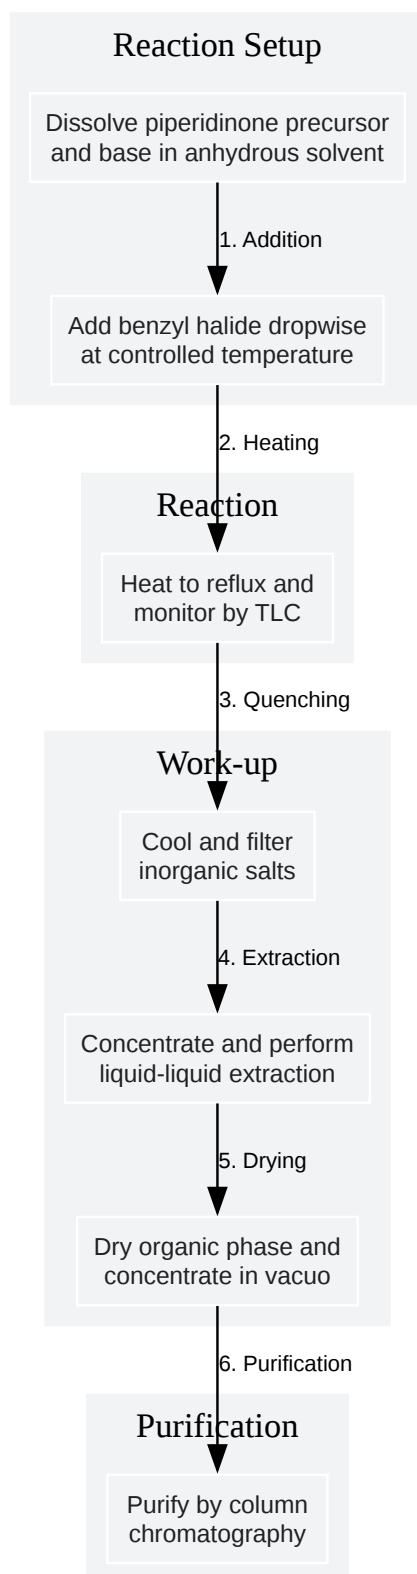 Reaction Setup
Dissolve piperidinone precursor
and base in anhydrous solvent
1. Addition
Add benzyl halide dropwise
at controlled temperature
2. Heating
Reaction
Heat to reflux and
monitor by TLC
3. Quenching
Work-up
Cool and filter
inorganic salts
4. Extraction
Concentrate and perform
liquid-liquid extraction
5. Drying
Dry organic phase and
concentrate in vacuo
6. Purification
Purification
Purify by column
chromatography